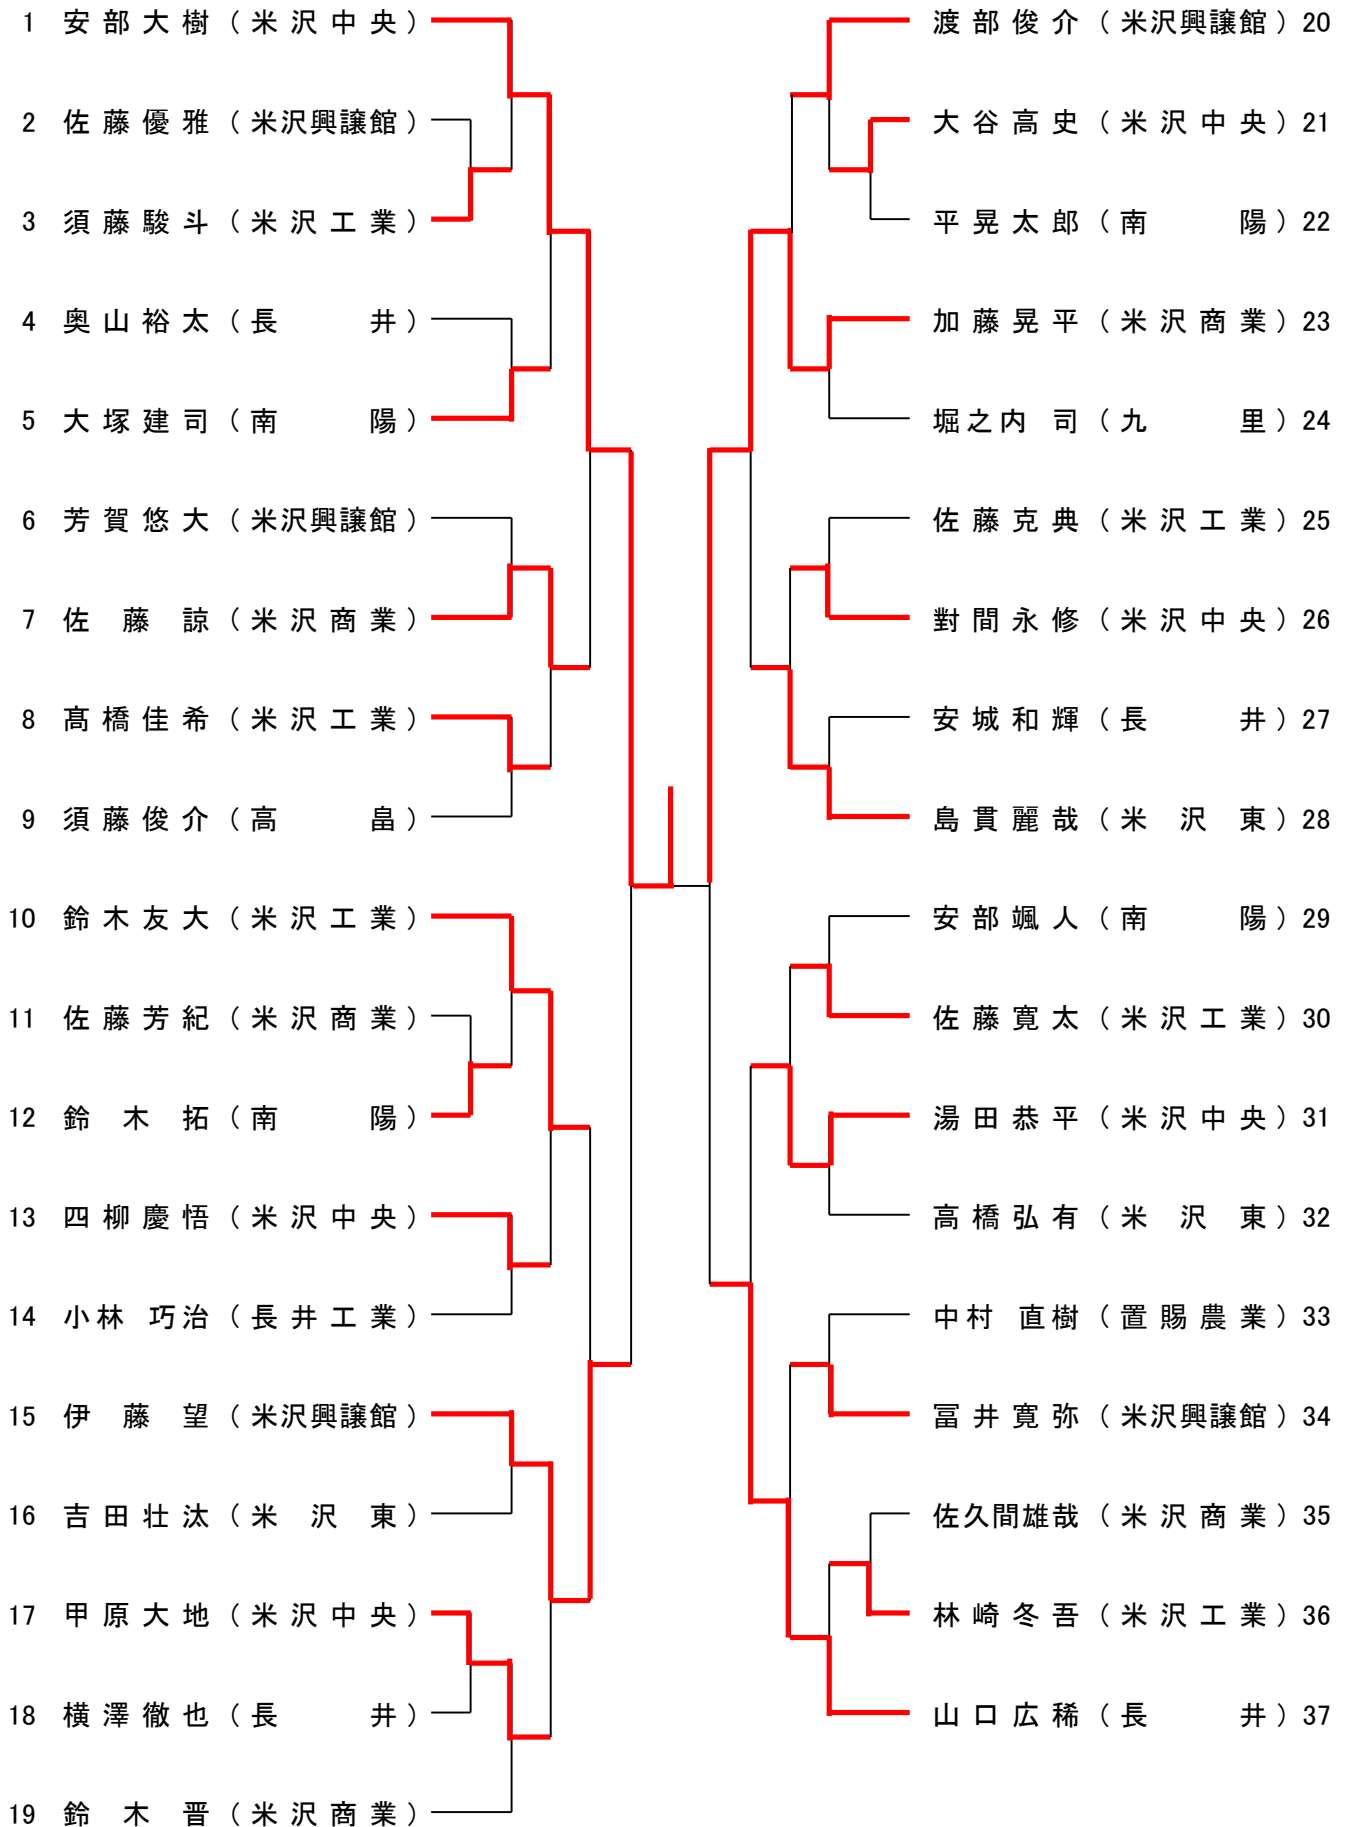 1 安部大樹（米沢中央）
2 佐藤優雅（米沢興譲館）
3 須藤駿斗（米沢工業）
4 奥山裕太（長井）
5 大塚建司（南陽）
6 芳賀悠大（米沢興譲館）
7 佐藤諒（米沢商業）
8 髙橋佳希（米沢工業）
9 須藤俊介（高畠）
10 鈴木友大（米沢工業）
11 佐藤芳紀（米沢商業）
12 鈴木拓（南陽）
13 四柳慶悟（米沢中央）
14 小林 巧治（長井工業）
15 伊藤望（米沢興譲館）
16 吉田壮汰（米沢東）
17 甲原大地（米沢中央）
18 横澤徹也（長井）
19 鈴木晋（米沢商業）
渡部俊介（米沢興譲館）20
大谷高史（米沢中央）21
平晃太郎（南陽）22
加藤晃平（米沢商業）23
堀之内 司（九里）24
佐藤克典（米沢工業）25
對間永修（米沢中央）26
安城和輝（長井）27
島貫麗哉（米沢東）28
安部颯人（南陽）29
佐藤寛太（米沢工業）30
湯田恭平（米沢中央）31
高橋弘有（米沢東）32
中村 直樹（置賜農業）33
冨井寛弥（米沢興譲館）34
佐久間雄哉（米沢商業）35
林崎冬吾（米沢工業）36
山口広稀（長井）37